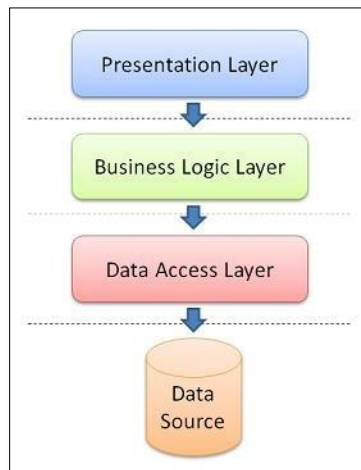 Presentation Layer
Business Logic Layer
Data Access Layer
Data
Source